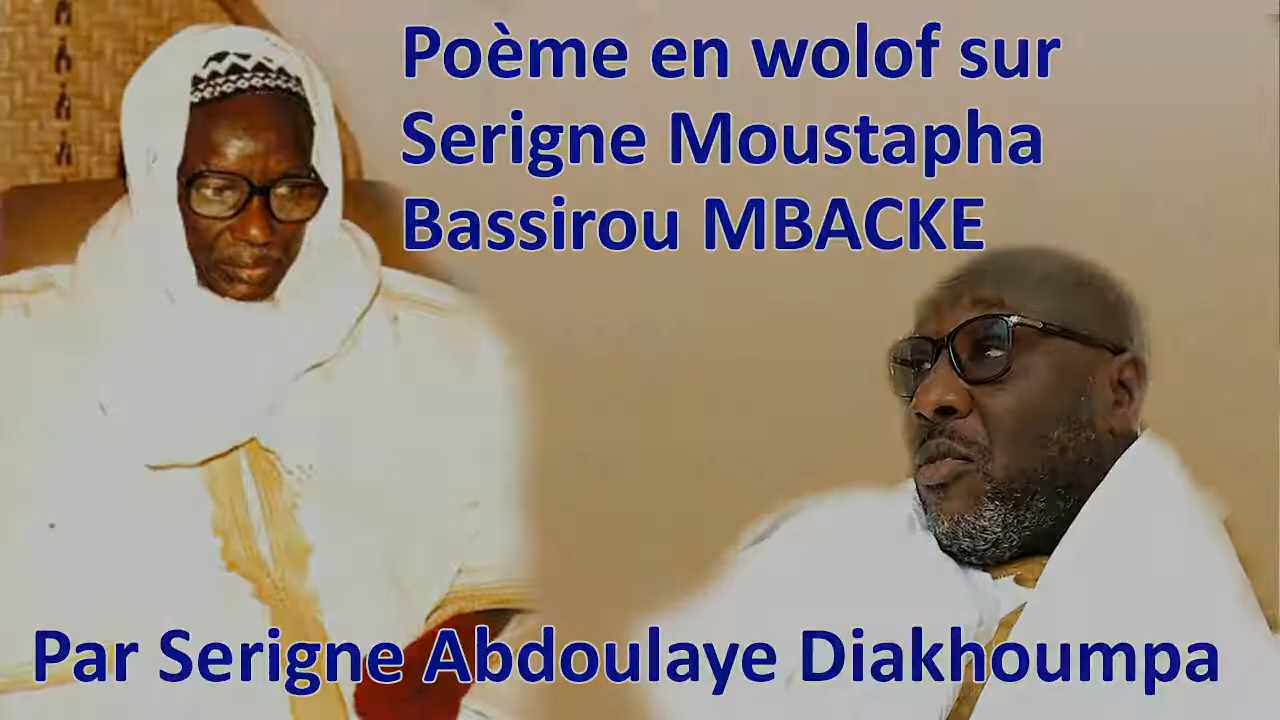 Poème en wolof sur
Serigne Moustapha
Bassirou MBACKE
Par Serigne Abdoulaye Diakhoumpa